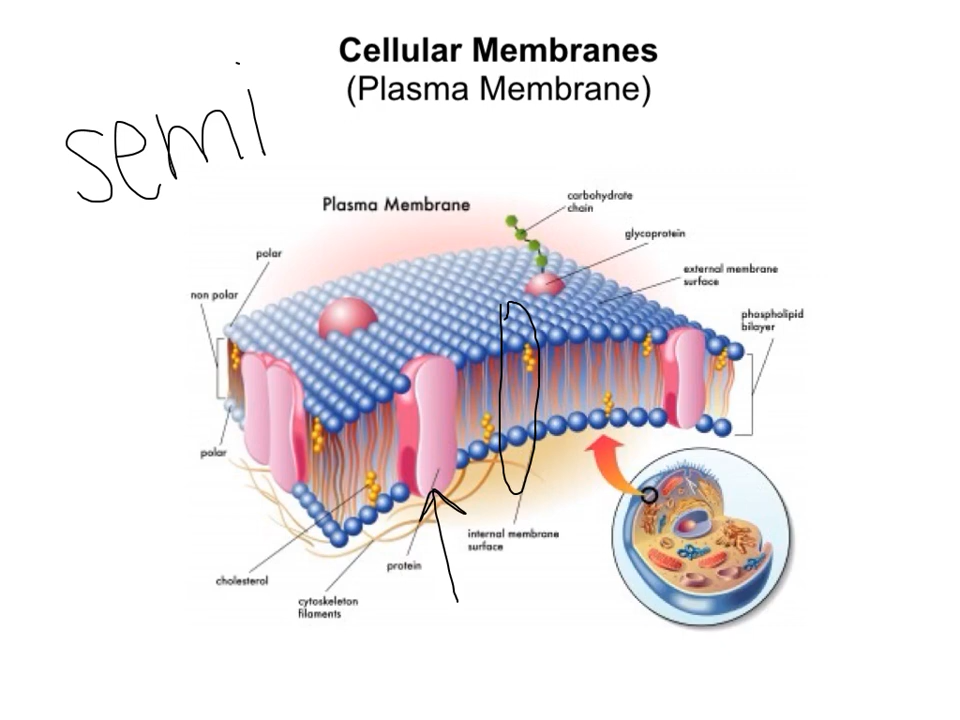 Cellular Membranes
(Plasma Membrane)
semi
Plasma Membrane
carbohydrate
chain
glycoprotein
polar
external membrane
surface
non polar
phospholipid
bilayer
polar
internal membrane
surface
protein
cholesterol
cytoskeleton
filaments